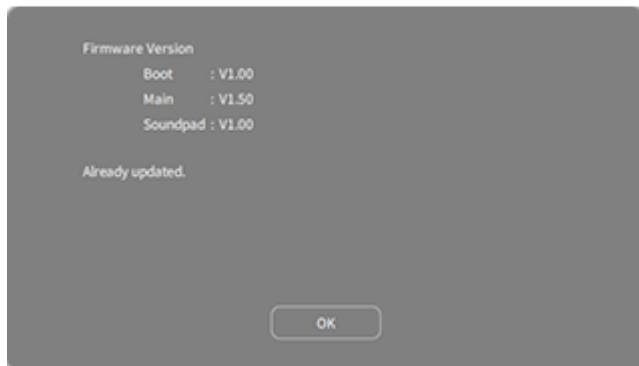 Firmware Version
Boot : V1.00
Main : V1.50
Soundpad : V1.00
Already updated.
OK